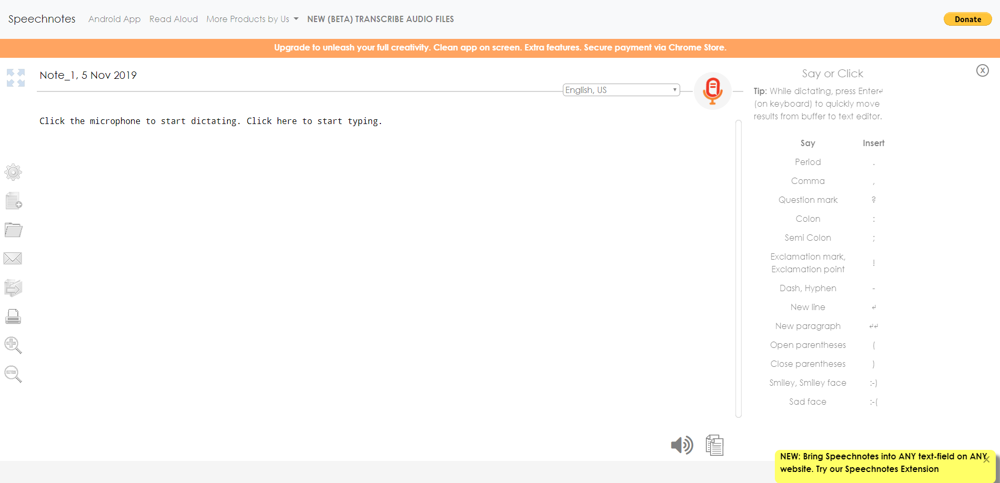 Speechnotes Android App Read Aloud More Products by Us NEW (BETA) TRANSCRIBE AUDIO FILES Donate
Upgrade to unleash your full creativity. Clean app on screen. Extra features. Secure payment via Chrome Store.
Note_1, 5 Nov 2019
English, US
Click the microphone to start dictating. Click here to start typing.
Say or Click
X
Tip: While dictating, press Enter↵
(on keyboard) to quickly move
results from buffer to text editor.
Say Insert
Period .
Comma ,
Question mark ?
Colon :
Semi Colon ;
Exclamation mark,
Exclamation point !
Dash, Hyphen -
New line ↵
New paragraph ↵↵
Open parentheses (
Close parentheses )
Smiley, Smiley face :-)
Sad face :-(
NEW: Bring Speechnotes into ANY text-field on ANY
website. Try our Speechnotes Extension